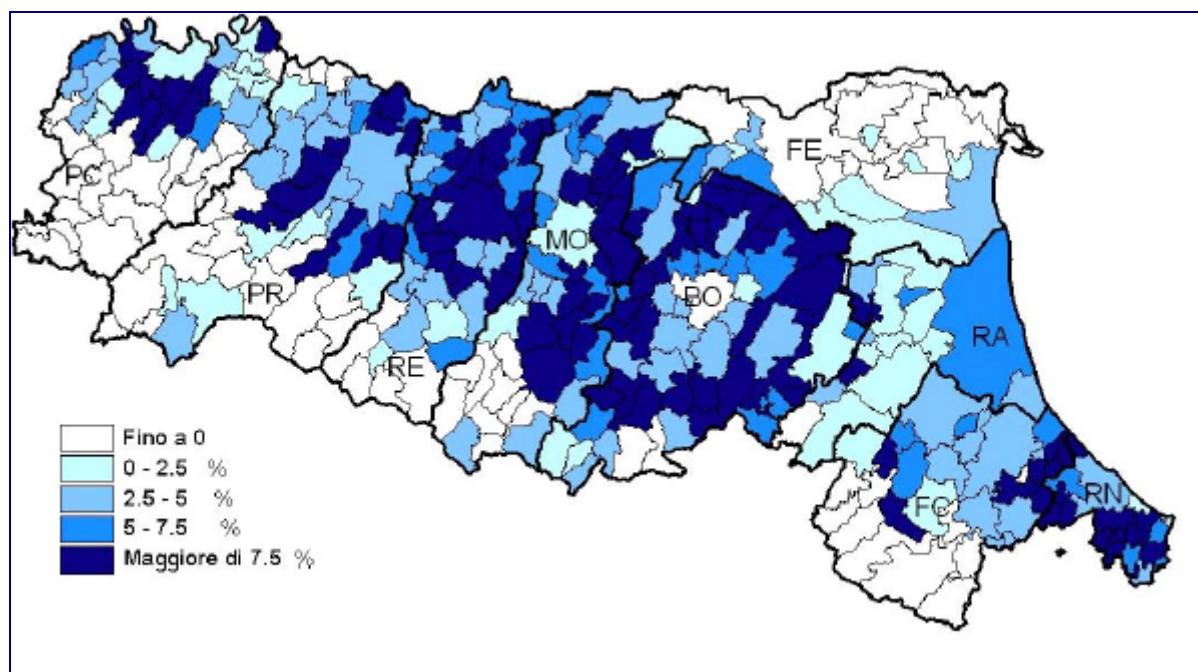 PC
FE
MO
BO
PR
RA
RE
FC
RN
Fino a 0
0 - 2.5 %
2.5 - 5 %
5 - 7.5 %
Maggiore di 7.5 %